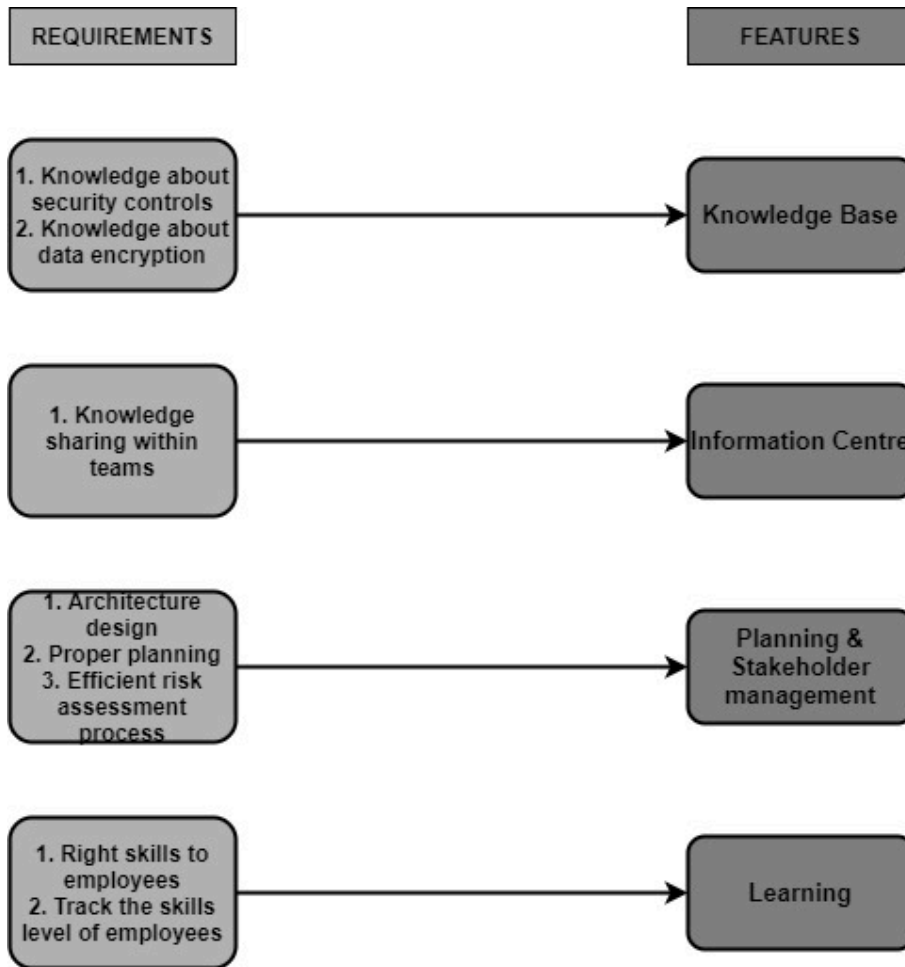 REQUIREMENTS
FEATURES
1. Knowledge about
security controls
2. Knowledge about
data encryption
Knowledge Base
1. Knowledge
sharing within
teams
Information Centre
1. Architecture
design
2. Proper planning
3. Efficient risk
assessment
process
Planning &
Stakeholder
management
1. Right skills to
employees
2. Track the skills
level of employees
Learning